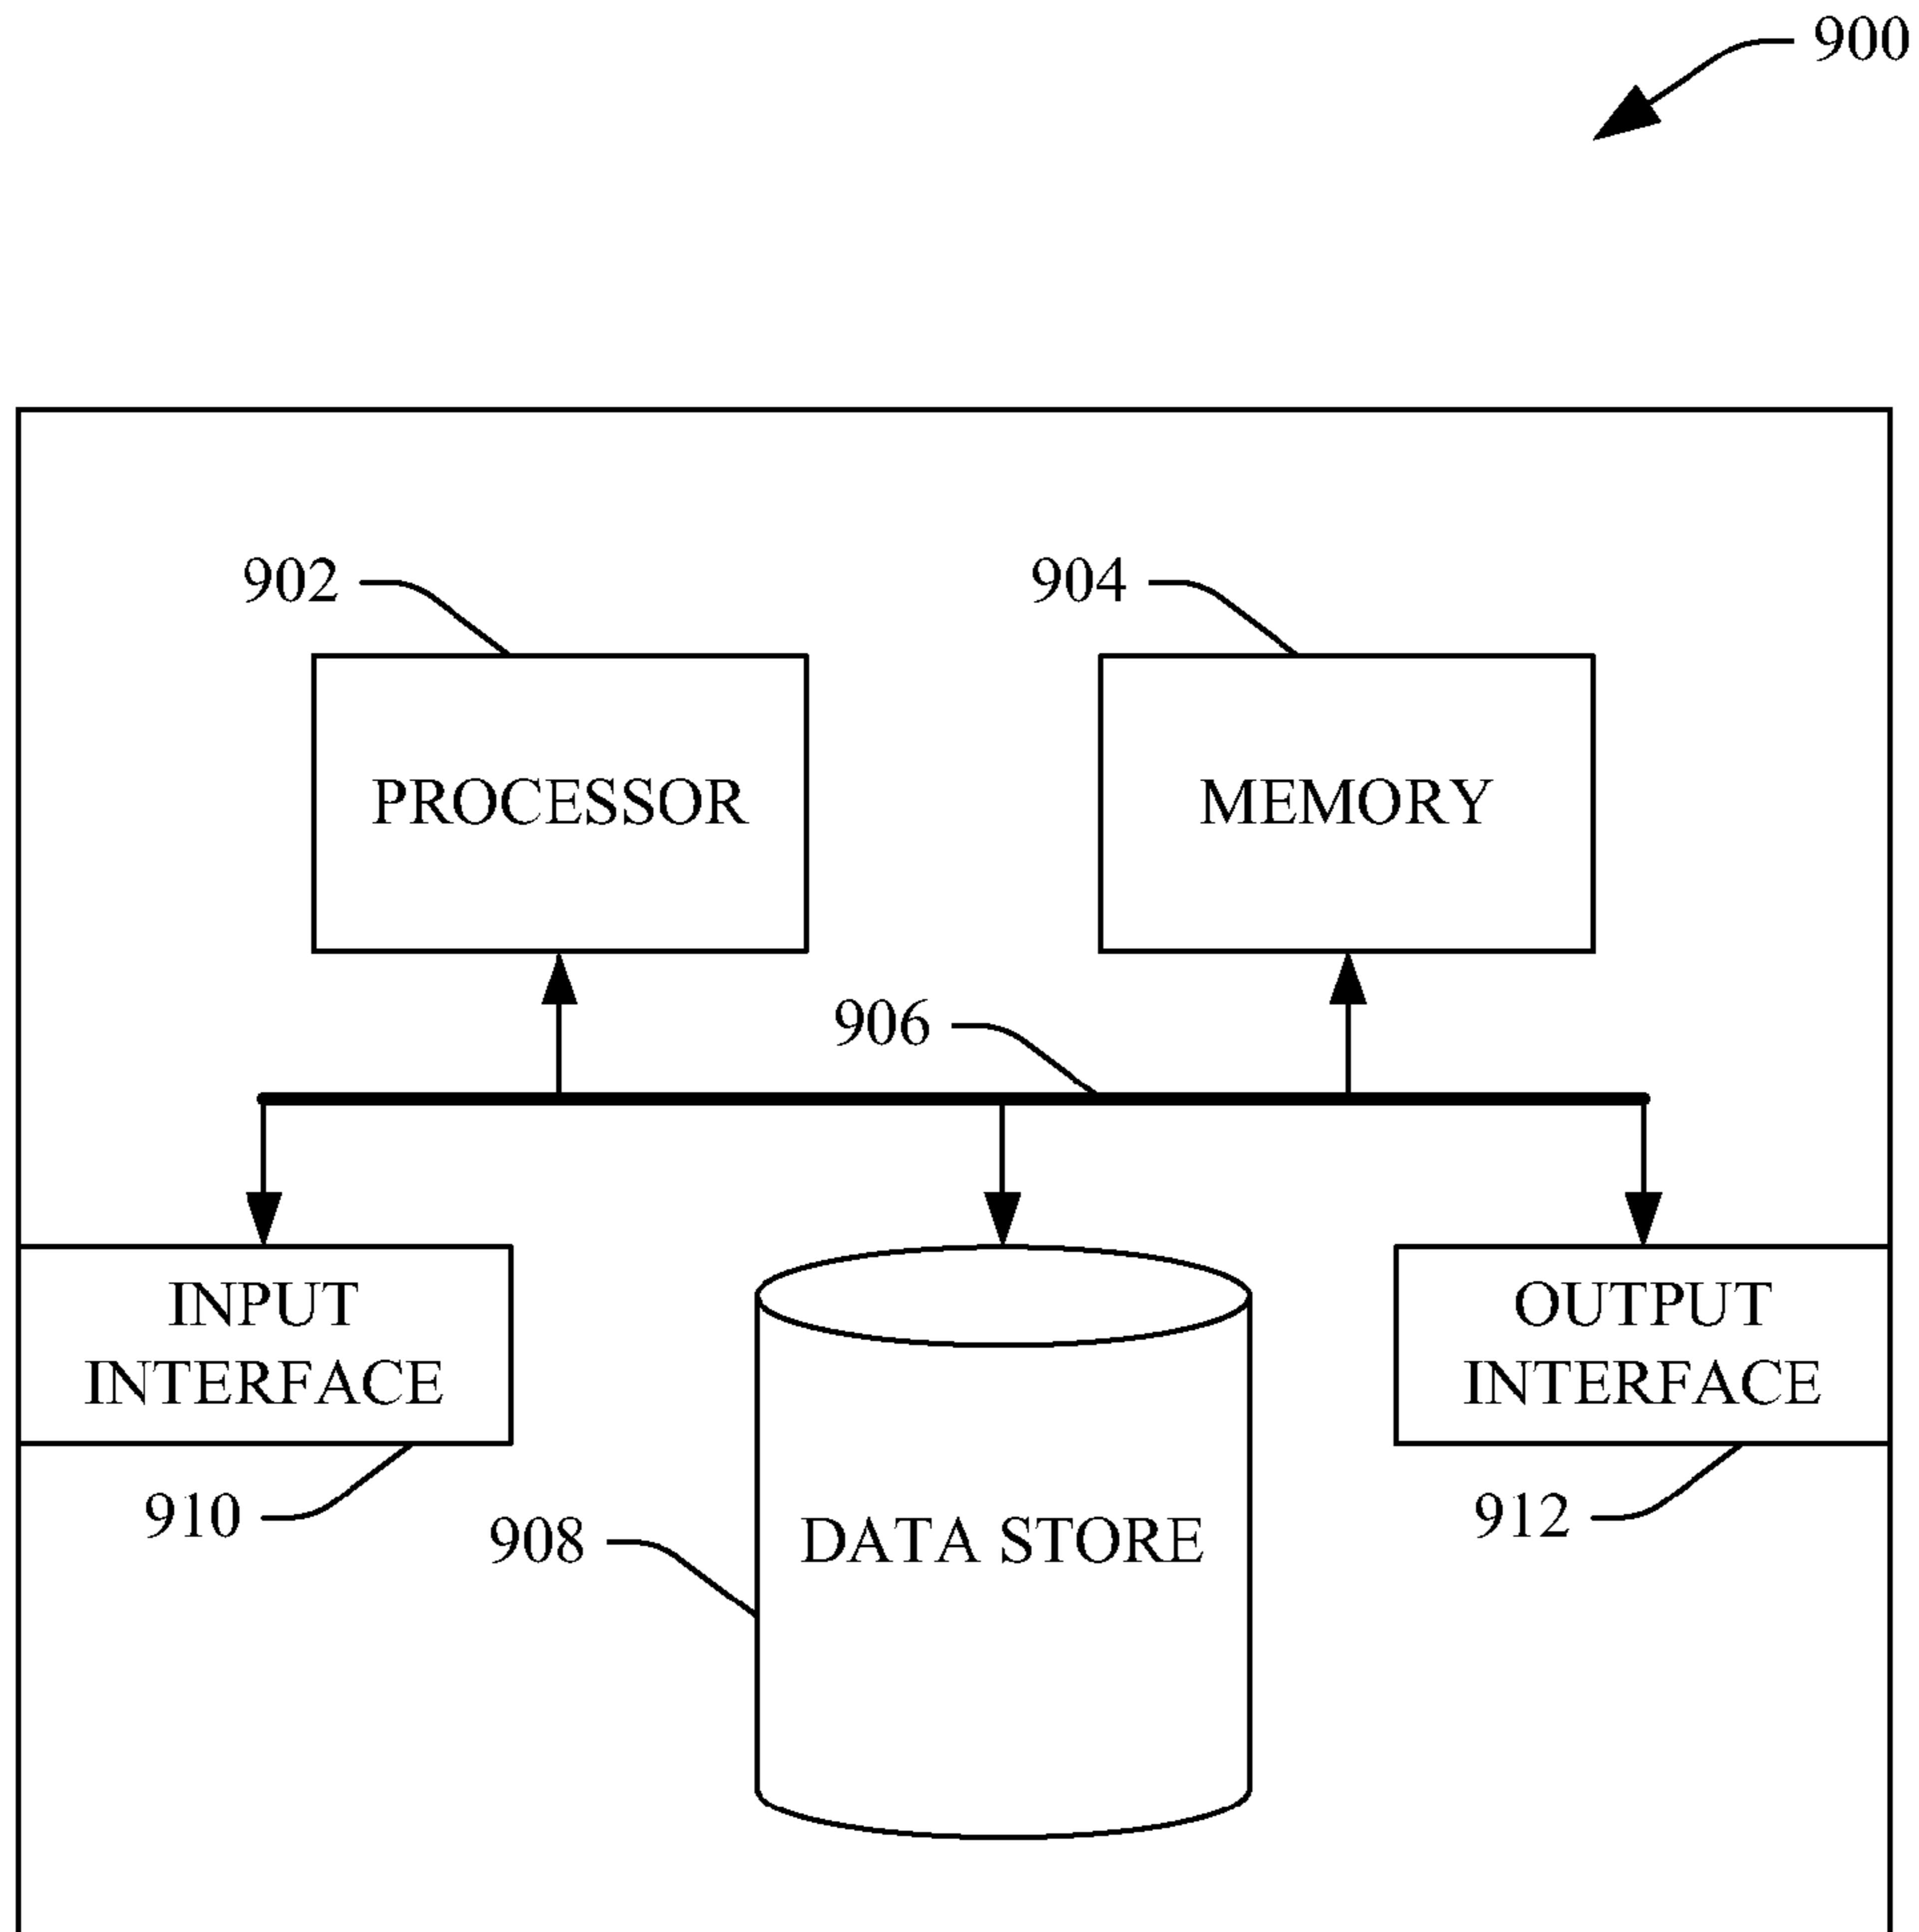 900
902
904
PROCESSOR
MEMORY
906
INPUT
INTERFACE
OUTPUT
INTERFACE
910
908
DATA STORE
912